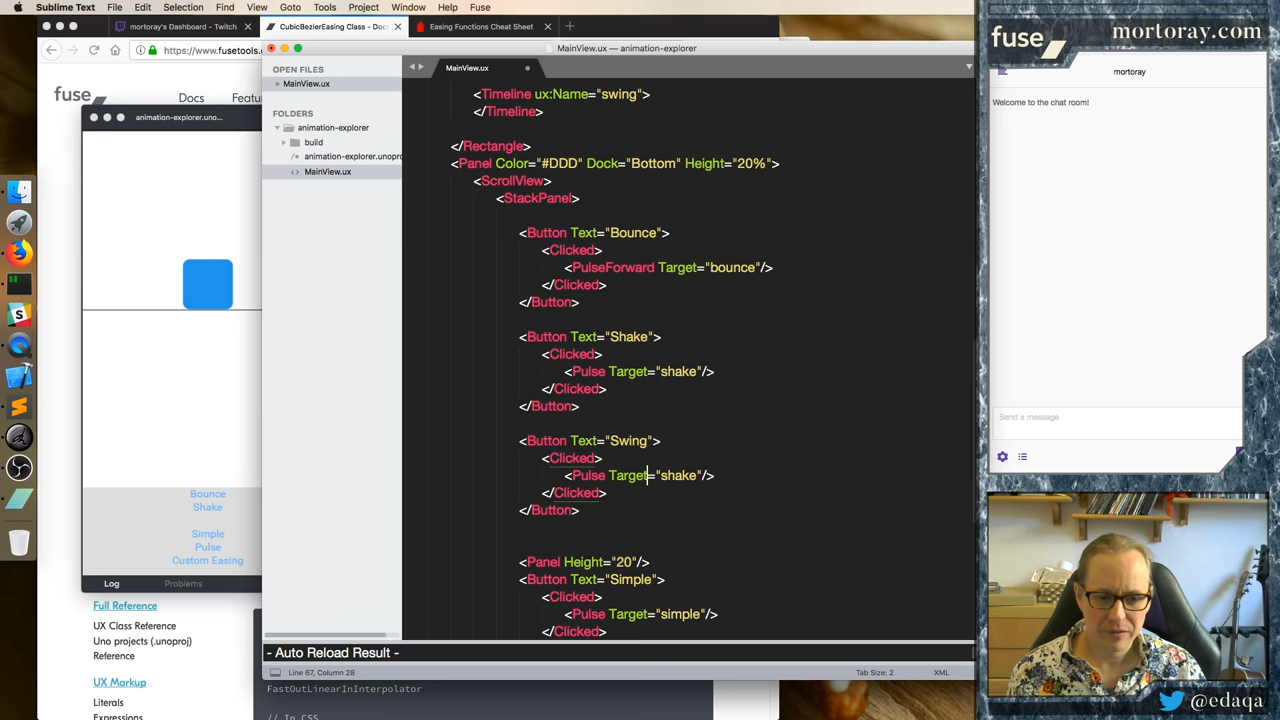 Sublime Text File Edit Selection Find View Goto Tools Project Window Help Fuse
mortoray's Dashboard - Twitch
CubicBezierEasing Class - Doc
Easing Functions Cheat Sheet
https://www.fusetools.c
fuse
Docs Featu
animation-explorer.uno...
MainView.ux — animation-explorer
OPEN FILES
MainView.ux
FOLDERS
animation-explorer
build
animation-explorer.unopro
MainView.ux
MainView.ux
<Timeline ux:Name="swing">
</Timeline>
</Rectangle>
<Panel Color="#DDD" Dock="Bottom" Height="20%">
<ScrollView>
<StackPanel>
<Button Text="Bounce">
<Clicked>
<PulseForward Target="bounce"/>
</Clicked>
</Button>
<Button Text="Shake">
<Clicked>
<Pulse Target="shake"/>
</Clicked>
</Button>
<Button Text="Swing">
<Clicked>
<Pulse Target="shake"/>
</Clicked>
</Button>
<Panel Height="20"/>
<Button Text="Simple">
<Clicked>
<Pulse Target="simple"/>
</Clicked>
- Auto Reload Result -
Line 67, Column 28
Tab Size: 2
XML
Bounce
Shake
Simple
Pulse
Custom Easing
Log Problems
Full Reference
UX Class Reference
Uno projects (.unoproj)
Reference
UX Markup
Literals
Expressions
FastOutLinearInInterpolator
// In CSS
fuse
mortoray.com
mortoray
Welcome to the chat room!
Send a message
@edaqa